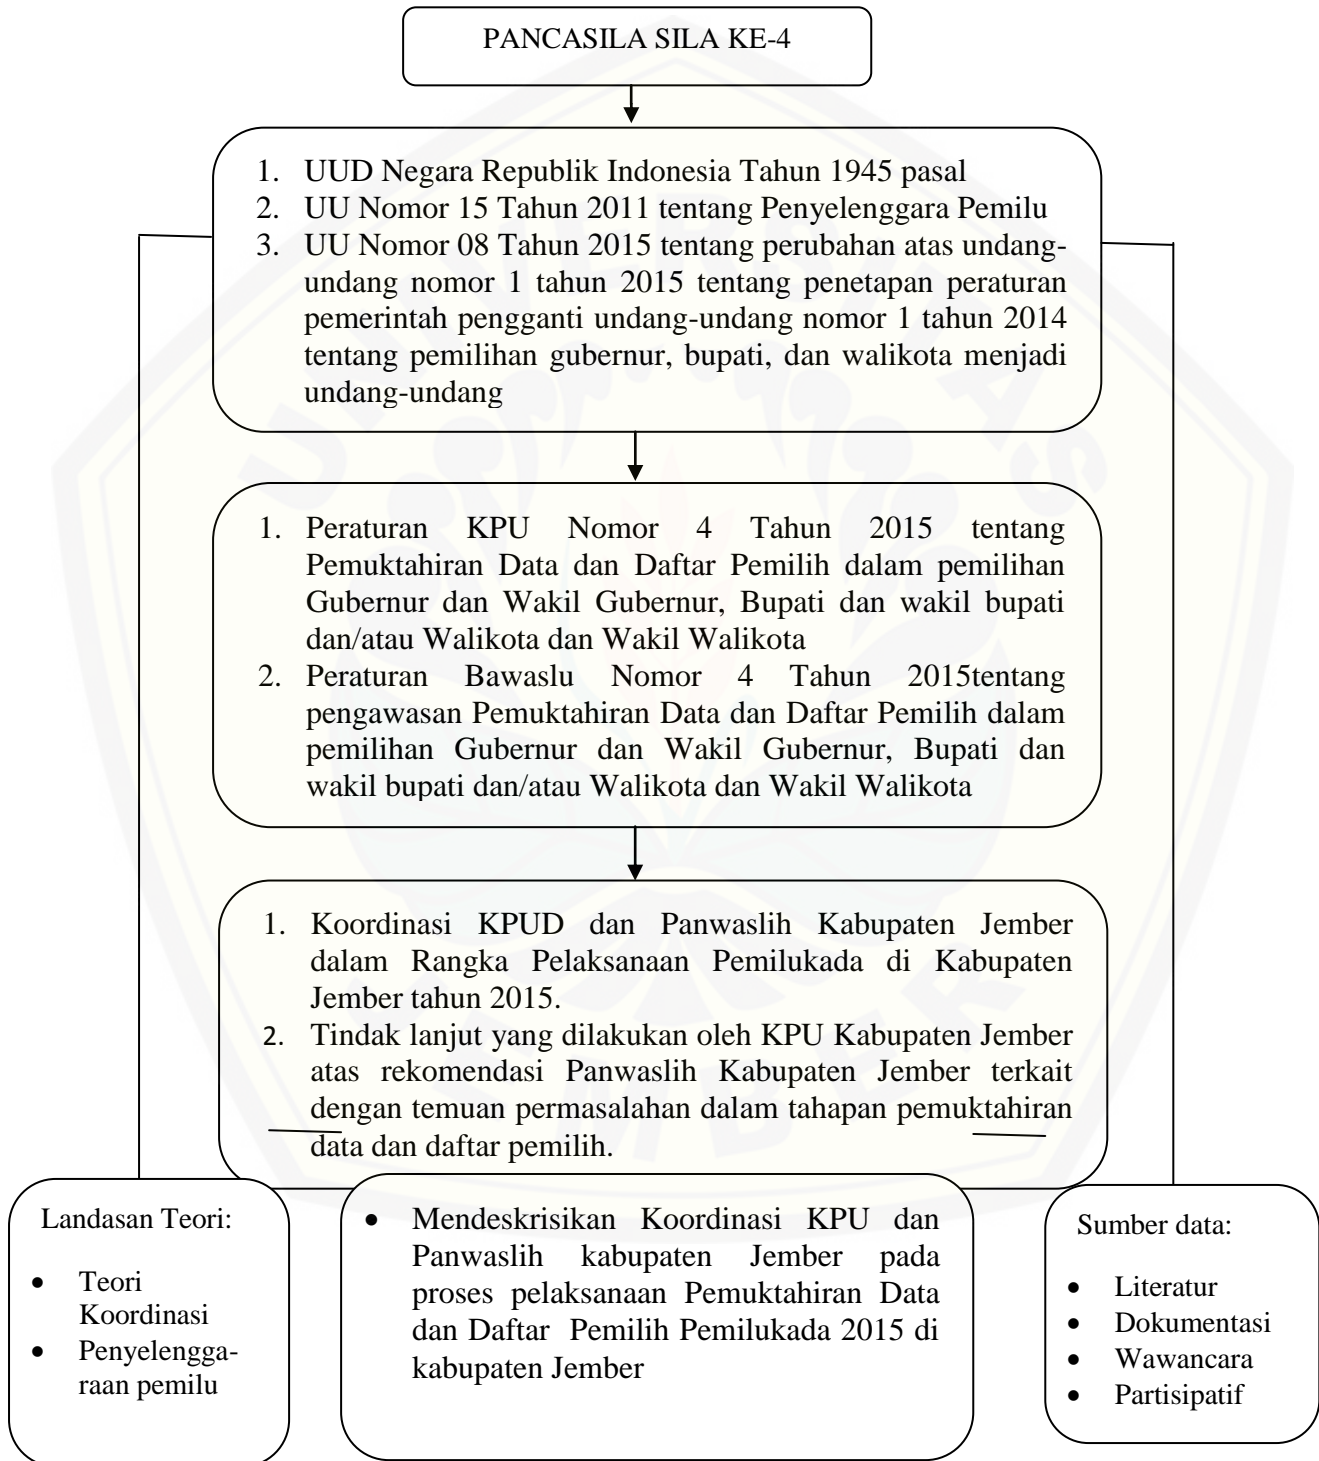 PANCASILA SILA KE-4
1. UUD Negara Republik Indonesia Tahun 1945 pasal
2. UU Nomor 15 Tahun 2011 tentang Penyelenggara Pemilu
3. UU Nomor 08 Tahun 2015 tentang perubahan atas undang-
undang nomor 1 tahun 2015 tentang penetapan peraturan
pemerintah pengganti undang-undang nomor 1 tahun 2014
tentang pemilihan gubernur, bupati, dan walikota menjadi
undang-undang
1. Peraturan KPU Nomor 4 Tahun 2015 tentang
Pemuktahiran Data dan Daftar Pemilih dalam pemilihan
Gubernur dan Wakil Gubernur, Bupati dan wakil bupati
dan/atau Walikota dan Wakil Walikota
2. Peraturan Bawaslu Nomor 4 Tahun 2015tentang
pengawasan Pemuktahiran Data dan Daftar Pemilih dalam
pemilihan Gubernur dan Wakil Gubernur, Bupati dan
wakil bupati dan/atau Walikota dan Wakil Walikota
1. Koordinasi KPUD dan Panwaslih Kabupaten Jember
dalam Rangka Pelaksanaan Pemilukada di Kabupaten
Jember tahun 2015.
2. Tindak lanjut yang dilakukan oleh KPU Kabupaten Jember
atas rekomendasi Panwaslih Kabupaten Jember terkait
dengan temuan permasalahan dalam tahapan pemuktahiran
data dan daftar pemilih.
Landasan Teori:
• Teori
Koordinasi
• Penyelengga-
raan pemilu
• Mendeskrisikan Koordinasi KPU dan
Panwaslih kabupaten Jember pada
proses pelaksanaan Pemuktahiran Data
dan Daftar Pemilih Pemilukada 2015 di
kabupaten Jember
Sumber data:
• Literatur
• Dokumentasi
• Wawancara
• Partisipatif
UNIVERSITAS
JEMBER